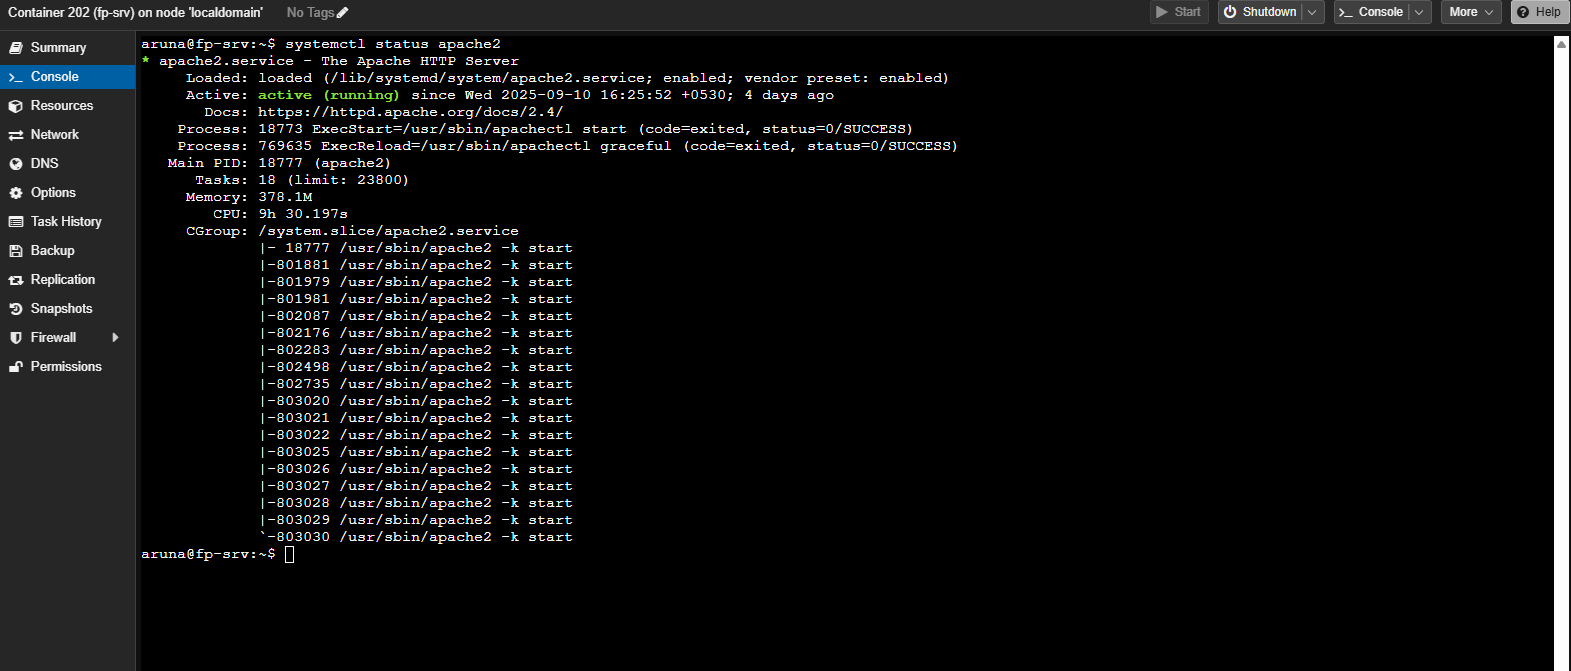 Container 202 (fp-srv) on node 'localdomain' No Tags Start Shutdown Console More Help
Summary
Console
Resources
Network
DNS
Options
Task History
Backup
Replication
Snapshots
Firewall
Permissions
aruna@fp-srv:~$ systemctl status apache2
* apache2.service - The Apache HTTP Server
Loaded: loaded (/lib/systemd/system/apache2.service; enabled; vendor preset: enabled)
Active: active (running) since Wed 2025-09-10 16:25:52 +0530; 4 days ago
Docs: https://httpd.apache.org/docs/2.4/
Process: 18773 ExecStart=/usr/sbin/apachectl start (code=exited, status=0/SUCCESS)
Process: 769635 ExecReload=/usr/sbin/apachectl graceful (code=exited, status=0/SUCCESS)
Main PID: 18777 (apache2)
Tasks: 18 (limit: 23800)
Memory: 378.1M
CPU: 9h 30.197s
CGroup: /system.slice/apache2.service
|- 18777 /usr/sbin/apache2 -k start
|-801881 /usr/sbin/apache2 -k start
|-801979 /usr/sbin/apache2 -k start
|-801981 /usr/sbin/apache2 -k start
|-802087 /usr/sbin/apache2 -k start
|-802176 /usr/sbin/apache2 -k start
|-802283 /usr/sbin/apache2 -k start
|-802498 /usr/sbin/apache2 -k start
|-802735 /usr/sbin/apache2 -k start
|-803020 /usr/sbin/apache2 -k start
|-803021 /usr/sbin/apache2 -k start
|-803022 /usr/sbin/apache2 -k start
|-803025 /usr/sbin/apache2 -k start
|-803026 /usr/sbin/apache2 -k start
|-803027 /usr/sbin/apache2 -k start
|-803028 /usr/sbin/apache2 -k start
|-803029 /usr/sbin/apache2 -k start
`-803030 /usr/sbin/apache2 -k start
aruna@fp-srv:~$